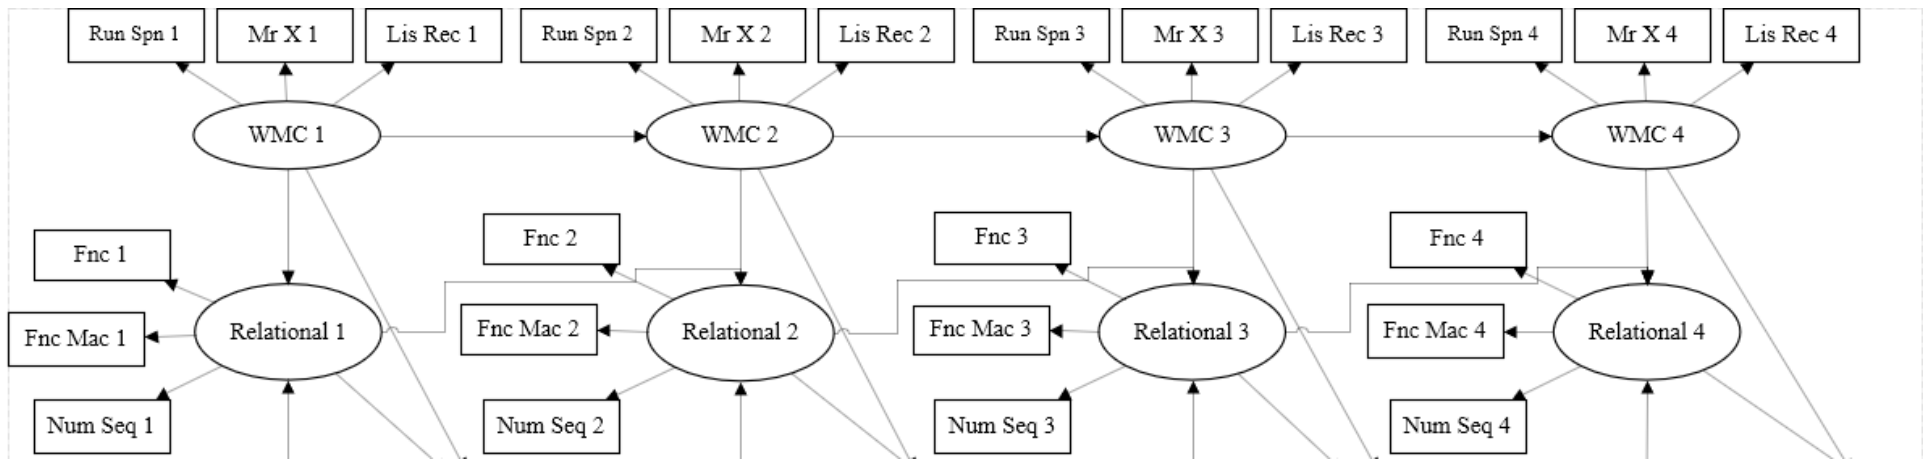 Run Spn 1
Mr X 1
Lis Rec 1
Run Spn 2
Mr X 2
Lis Rec 2
Run Spn 3
Mr X 3
Lis Rec 3
Run Spn 4
Mr X 4
Lis Rec 4
WMC 1
WMC 2
WMC 3
WMC 4
Fnc 1
Fnc 2
Fnc 3
Fnc 4
Fnc Mac 1
Relational 1
Fnc Mac 2
Relational 2
Fnc Mac 3
Relational 3
Fnc Mac 4
Relational 4
Num Seq 1
Num Seq 2
Num Seq 3
Num Seq 4